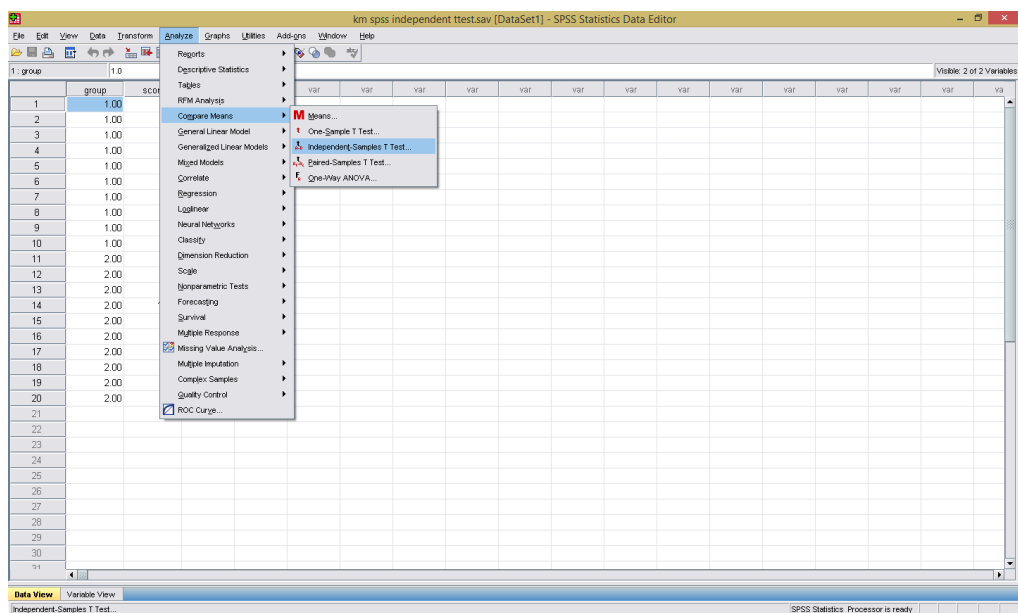 km spss independent ttest.sav [DataSet1] - SPSS Statistics Data Editor
File Edit View Data Transform Analyze Graphs Utilities Add-ons Window Help
1 : group 1.0 Visible: 2 of 2 Variables
group var var var var var var var var var var var var var va
1 1.00
2 1.00
3 1.00
4 1.00
5 1.00
6 1.00
7 1.00
8 1.00
9 1.00
10 1.00
11 2.00
12 2.00
13 2.00
14 2.00
15 2.00
16 2.00
17 2.00
18 2.00
19 2.00
20 2.00
21
22
23
24
25
26
27
28
29
30
31
Reports
Descriptive Statistics
Tables
RFM Analysis
Compare Means
General Linear Model
Generalized Linear Models
Mixed Models
Correlate
Regression
Loglinear
Neural Networks
Classify
Dimension Reduction
Scale
Nonparametric Tests
Forecasting
Survival
Multiple Response
Missing Value Analysis...
Multiple Imputation
Complex Samples
Quality Control
ROC Curve...
M Means...
One-Sample T Test...
Independent-Samples T Test...
Paired-Samples T Test...
One-Way ANOVA...
Data View Variable View
Independent-Samples T Test... SPSS Statistics Processor is ready